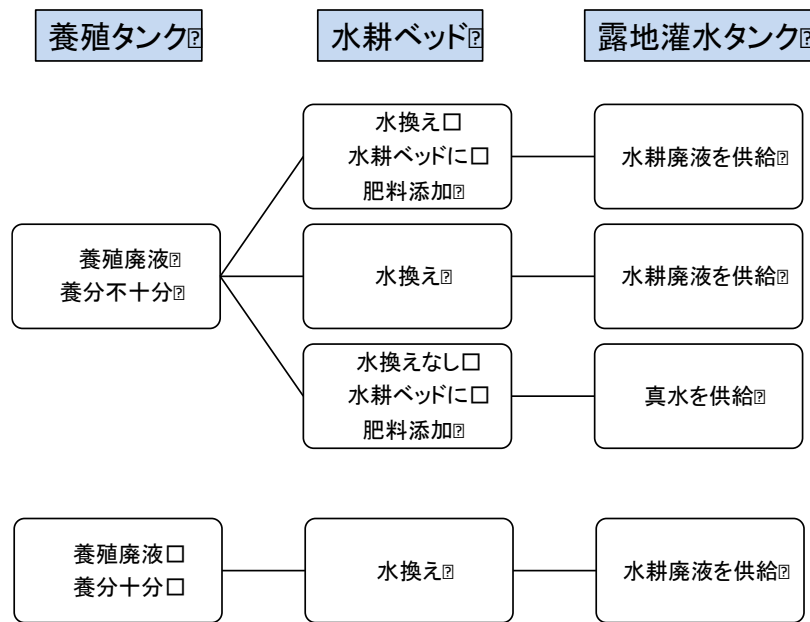 養殖タンク
水耕ベッド
露地灌水タンク
養殖廃液
養分不十分
水換え
水耕ベッドに
肥料添加
水耕廃液を供給
水換え
水耕廃液を供給
水換えなし
水耕ベッドに
肥料添加
真水を供給
養殖廃液
養分十分
水換え
水耕廃液を供給